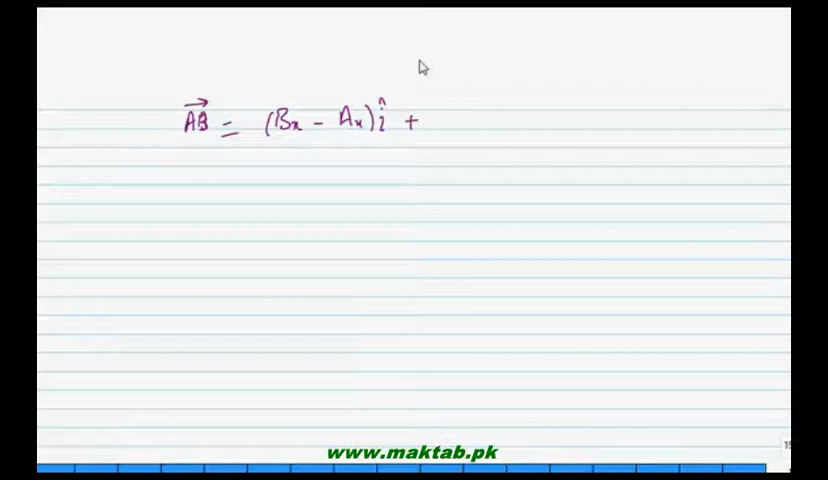 AB⃗ = (Bx - Ax)î +
www.maktab.pk